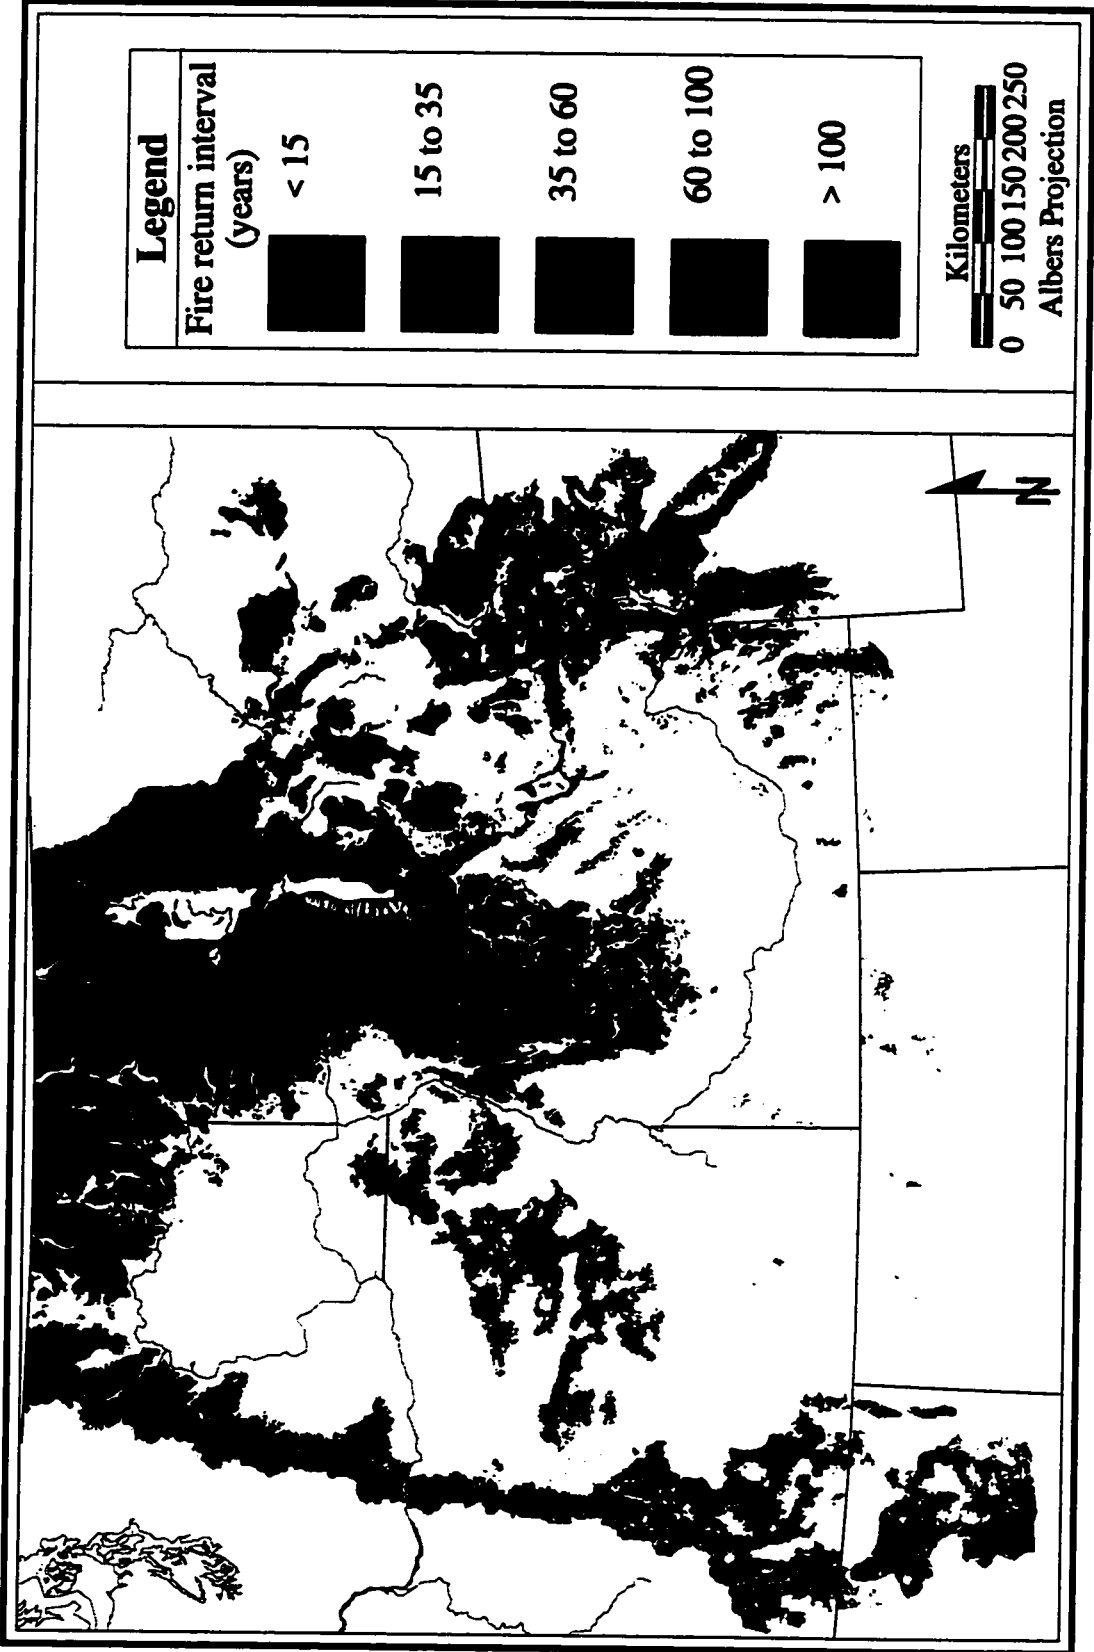 Legend
Fire return interval
(years)
< 15
15 to 35
35 to 60
60 to 100
> 100
Kilometers
0 50 100 150 200 250
Albers Projection
N